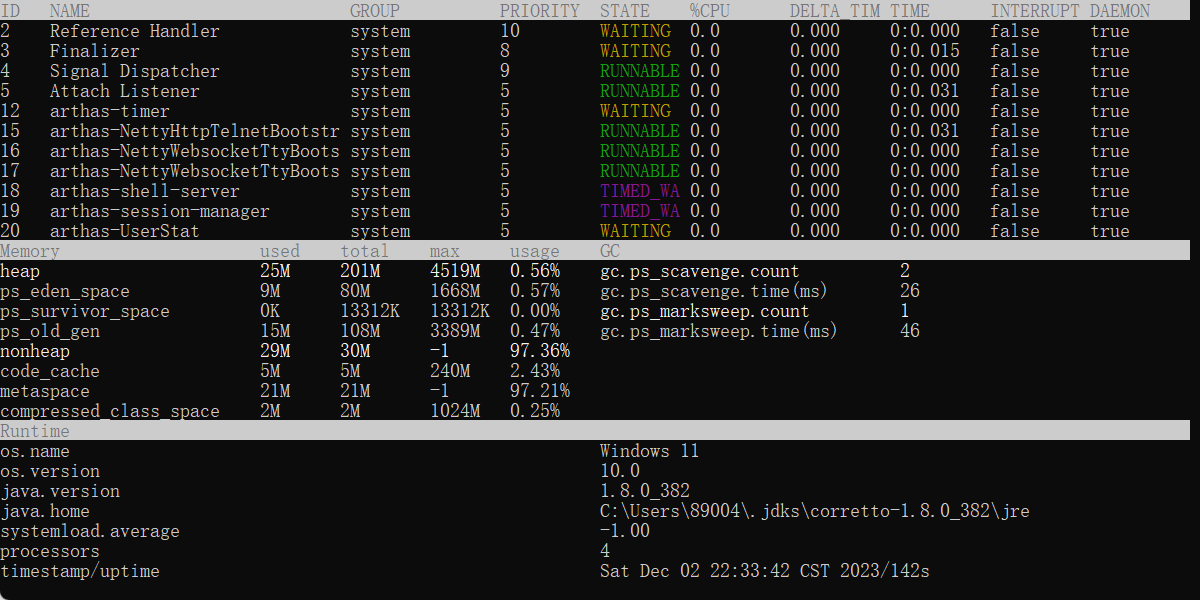 ID NAME GROUP PRIORITY STATE %CPU DELTA_TIM TIME INTERRUPT DAEMON
2 Reference Handler system 10 WAITING 0.0 0.000 0:0.000 false true
3 Finalizer system 8 WAITING 0.0 0.000 0:0.015 false true
4 Signal Dispatcher system 9 RUNNABLE 0.0 0.000 0:0.000 false true
5 Attach Listener system 5 RUNNABLE 0.0 0.000 0:0.031 false true
12 arthas-timer system 5 WAITING 0.0 0.000 0:0.000 false true
15 arthas-NettyHttpTelnetBootstr system 5 RUNNABLE 0.0 0.000 0:0.031 false true
16 arthas-NettyWebsocketTtyBoots system 5 RUNNABLE 0.0 0.000 0:0.000 false true
17 arthas-NettyWebsocketTtyBoots system 5 RUNNABLE 0.0 0.000 0:0.000 false true
18 arthas-shell-server system 5 TIMED_WA 0.0 0.000 0:0.000 false true
19 arthas-session-manager system 5 TIMED_WA 0.0 0.000 0:0.000 false true
20 arthas-UserStat system 5 WAITING 0.0 0.000 0:0.000 false true
Memory used total max usage GC
heap 25M 201M 4519M 0.56% gc.ps_scavenge.count 2
ps_eden_space 9M 80M 1668M 0.57% gc.ps_scavenge.time(ms) 26
ps_survivor_space 0K 13312K 13312K 0.00% gc.ps_marksweep.count 1
ps_old_gen 15M 108M 3389M 0.47% gc.ps_marksweep.time(ms) 46
nonheap 29M 30M -1 97.36%
code_cache 5M 5M 240M 2.43%
metaspace 21M 21M -1 97.21%
compressed_class_space 2M 2M 1024M 0.25%
Runtime
os.name Windows 11
os.version 10.0
java.version 1.8.0_382
java.home C:\Users\89004\.jdks\corretto-1.8.0_382\jre
systemload.average -1.00
processors 4
timestamp/uptime Sat Dec 02 22:33:42 CST 2023/142s